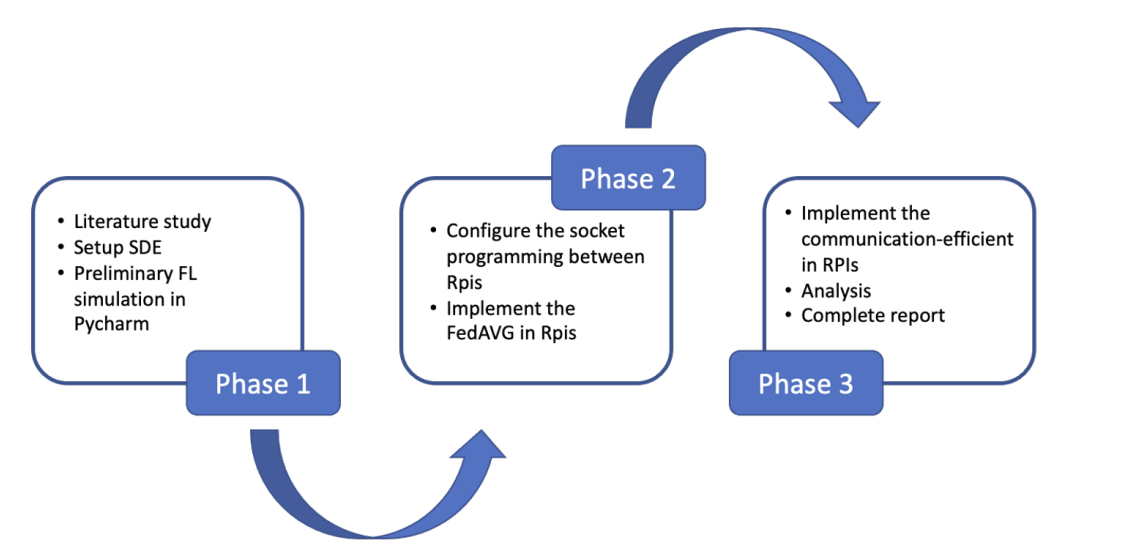 • Literature study
• Setup SDE
• Preliminary FL
simulation in
Pycharm
Phase 1
Phase 2
• Configure the socket
programming between
Rpis
• Implement the
FedAVG in Rpis
• Implement the
communication-efficient
in RPIs
• Analysis
• Complete report
Phase 3